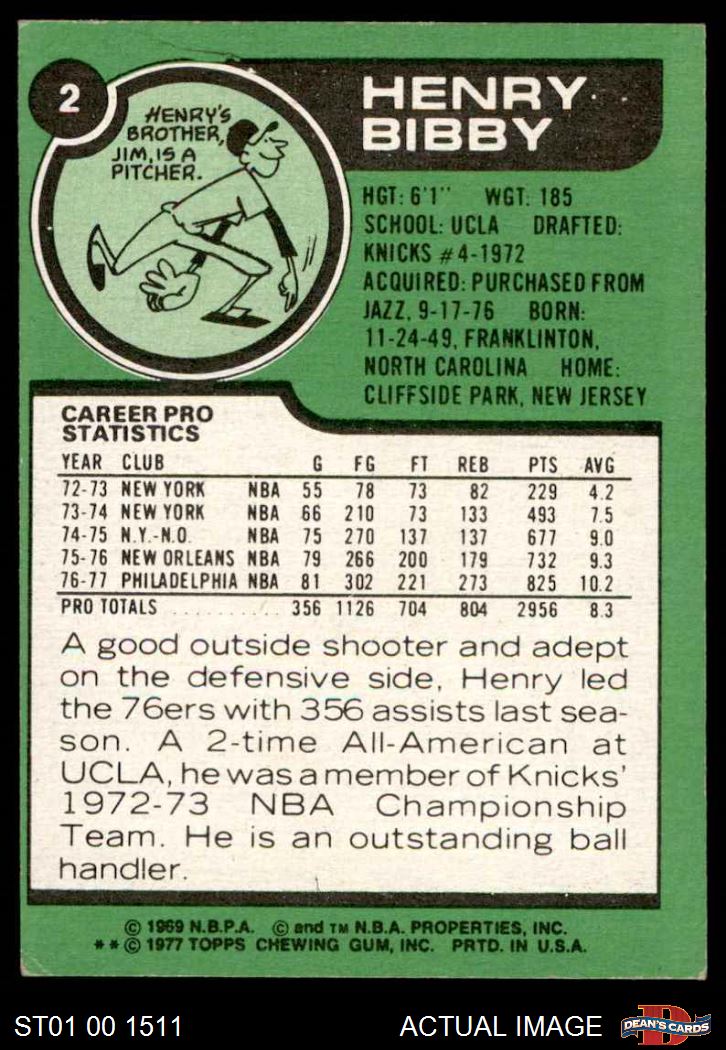 2
HENRY'S
BROTHER,
JIM, IS A
PITCHER.
HENRY
BIBBY
HGT: 6'1" WGT: 185
SCHOOL: UCLA DRAFTED:
KNICKS #4-1972
ACQUIRED: PURCHASED FROM
JAZZ, 9-17-76 BORN:
11-24-49, FRANKLINTON,
NORTH CAROLINA HOME:
CLIFFSIDE PARK, NEW JERSEY
CAREER PRO
STATISTICS
YEAR CLUB G FG FT REB PTS AVG
72-73 NEW YORK NBA 55 78 73 82 229 4.2
73-74 NEW YORK NBA 66 210 73 133 493 7.5
74-75 N.Y.-N.O. NBA 75 270 137 137 677 9.0
75-76 NEW ORLEANS NBA 79 266 200 179 732 9.3
76-77 PHILADELPHIA NBA 81 302 221 273 825 10.2
PRO TOTALS . . . . . . . . . . . 356 1126 704 804 2956 8.3
A good outside shooter and adept
on the defensive side, Henry led
the 76ers with 356 assists last sea-
son. A 2-time All-American at
UCLA, he was a member of Knicks'
1972-73 NBA Championship
Team. He is an outstanding ball
handler.
© 1969 N.B.P.A. © and TM N.B.A. PROPERTIES, INC.
**© 1977 TOPPS CHEWING GUM, INC. PRTD. IN U.S.A.
ST01 00 1511 ACTUAL IMAGE D DEAN'S CARDS